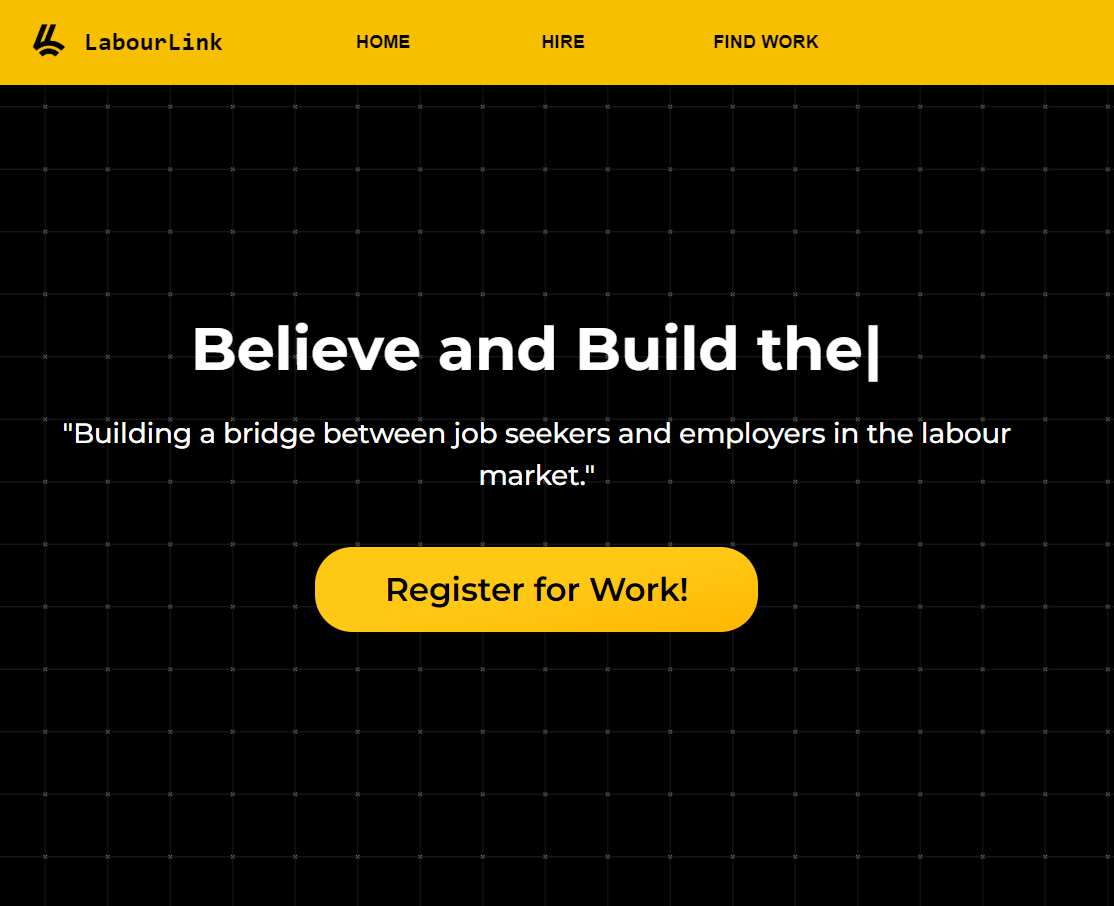 LabourLink HOME HIRE FIND WORK
Believe and Build the|
"Building a bridge between job seekers and employers in the labour
market."
Register for Work!